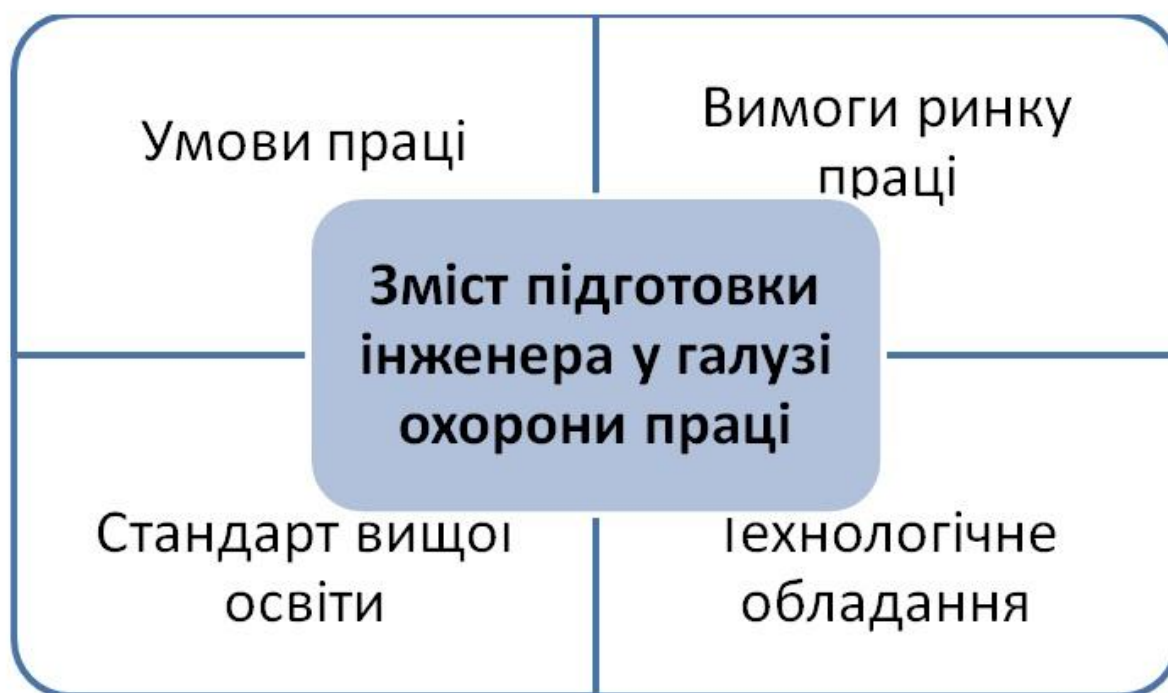 Умови праці
Вимоги ринку
праці
Зміст підготовки
інженера у галузі
охорони праці
Стандарт вищої
освіти
Технологічне
обладання